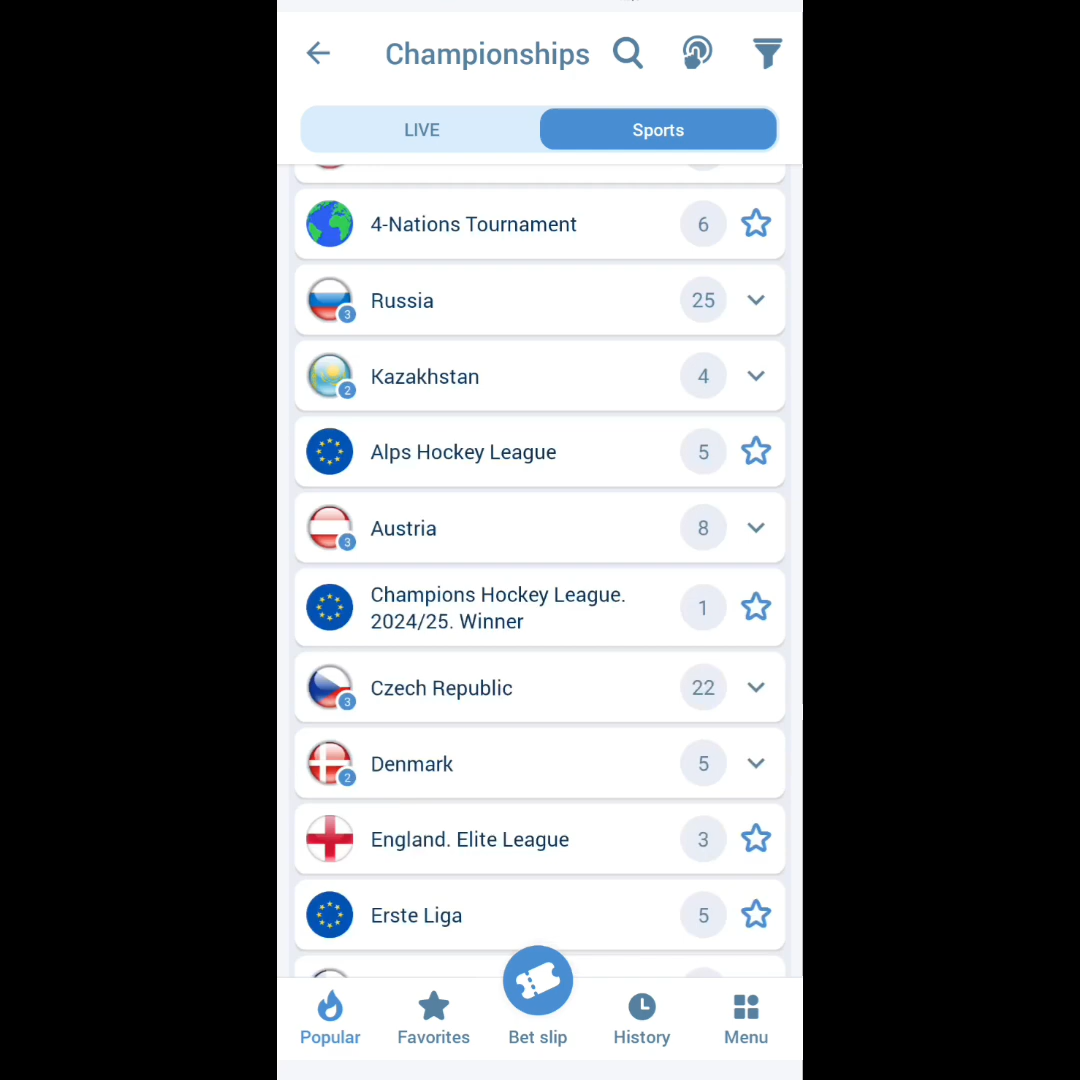 Championships
LIVE
Sports
4-Nations Tournament
6
3
Russia
25
2
Kazakhstan
4
Alps Hockey League
5
3
Austria
8
Champions Hockey League.
2024/25. Winner
1
3
Czech Republic
22
2
Denmark
5
England. Elite League
3
Erste Liga
5
Popular
Favorites
Bet slip
History
Menu